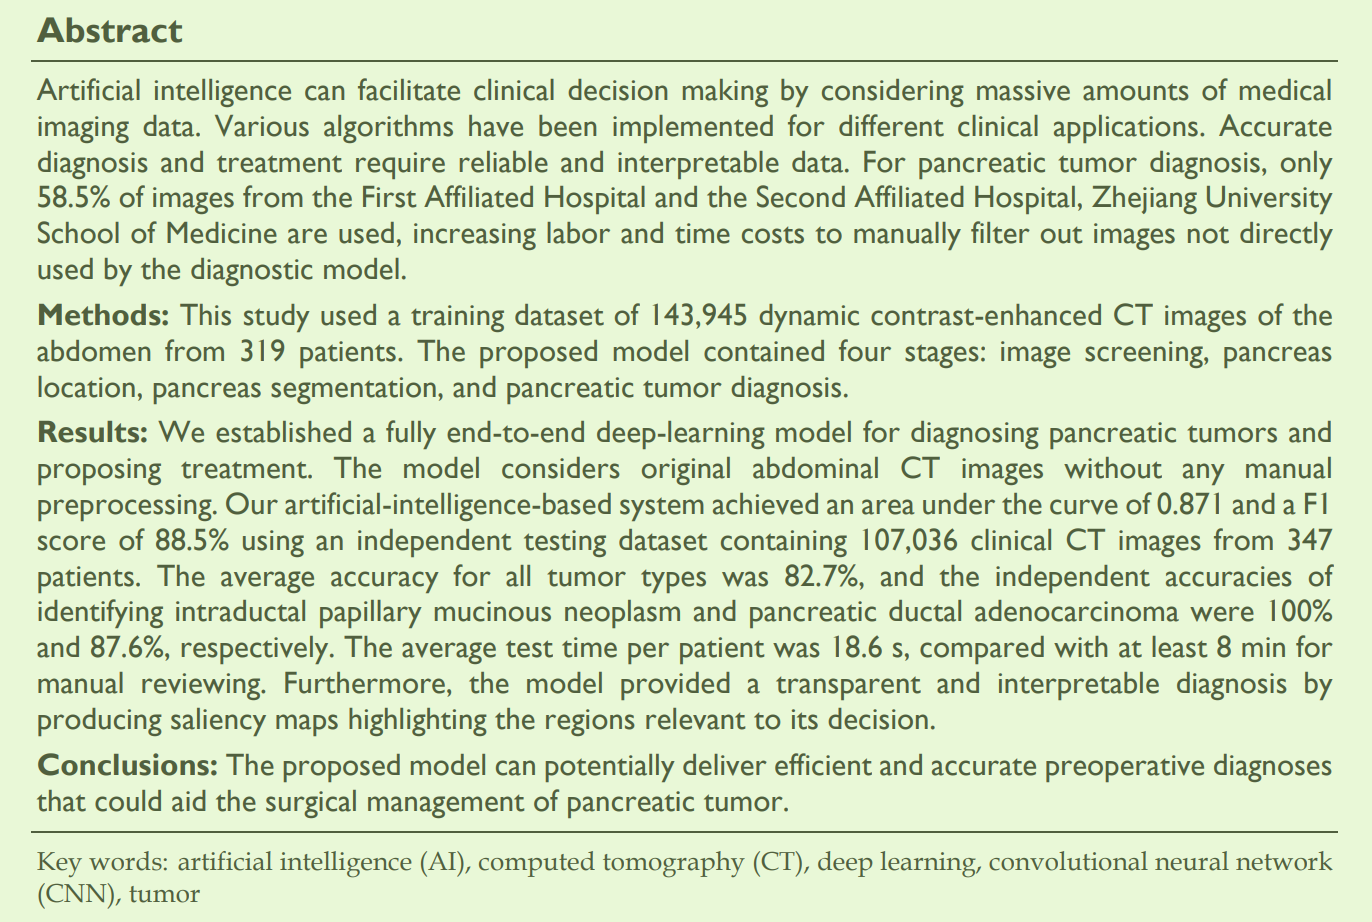 Abstract
Artificial intelligence can facilitate clinical decision making by considering massive amounts of medical
imaging data. Various algorithms have been implemented for different clinical applications. Accurate
diagnosis and treatment require reliable and interpretable data. For pancreatic tumor diagnosis, only
58.5% of images from the First Affiliated Hospital and the Second Affiliated Hospital, Zhejiang University
School of Medicine are used, increasing labor and time costs to manually filter out images not directly
used by the diagnostic model.
Methods: This study used a training dataset of 143,945 dynamic contrast-enhanced CT images of the
abdomen from 319 patients. The proposed model contained four stages: image screening, pancreas
location, pancreas segmentation, and pancreatic tumor diagnosis.
Results: We established a fully end-to-end deep-learning model for diagnosing pancreatic tumors and
proposing treatment. The model considers original abdominal CT images without any manual
preprocessing. Our artificial-intelligence-based system achieved an area under the curve of 0.871 and a F1
score of 88.5% using an independent testing dataset containing 107,036 clinical CT images from 347
patients. The average accuracy for all tumor types was 82.7%, and the independent accuracies of
identifying intraductal papillary mucinous neoplasm and pancreatic ductal adenocarcinoma were 100%
and 87.6%, respectively. The average test time per patient was 18.6 s, compared with at least 8 min for
manual reviewing. Furthermore, the model provided a transparent and interpretable diagnosis by
producing saliency maps highlighting the regions relevant to its decision.
Conclusions: The proposed model can potentially deliver efficient and accurate preoperative diagnoses
that could aid the surgical management of pancreatic tumor.
Key words: artificial intelligence (AI), computed tomography (CT), deep learning, convolutional neural network
(CNN), tumor